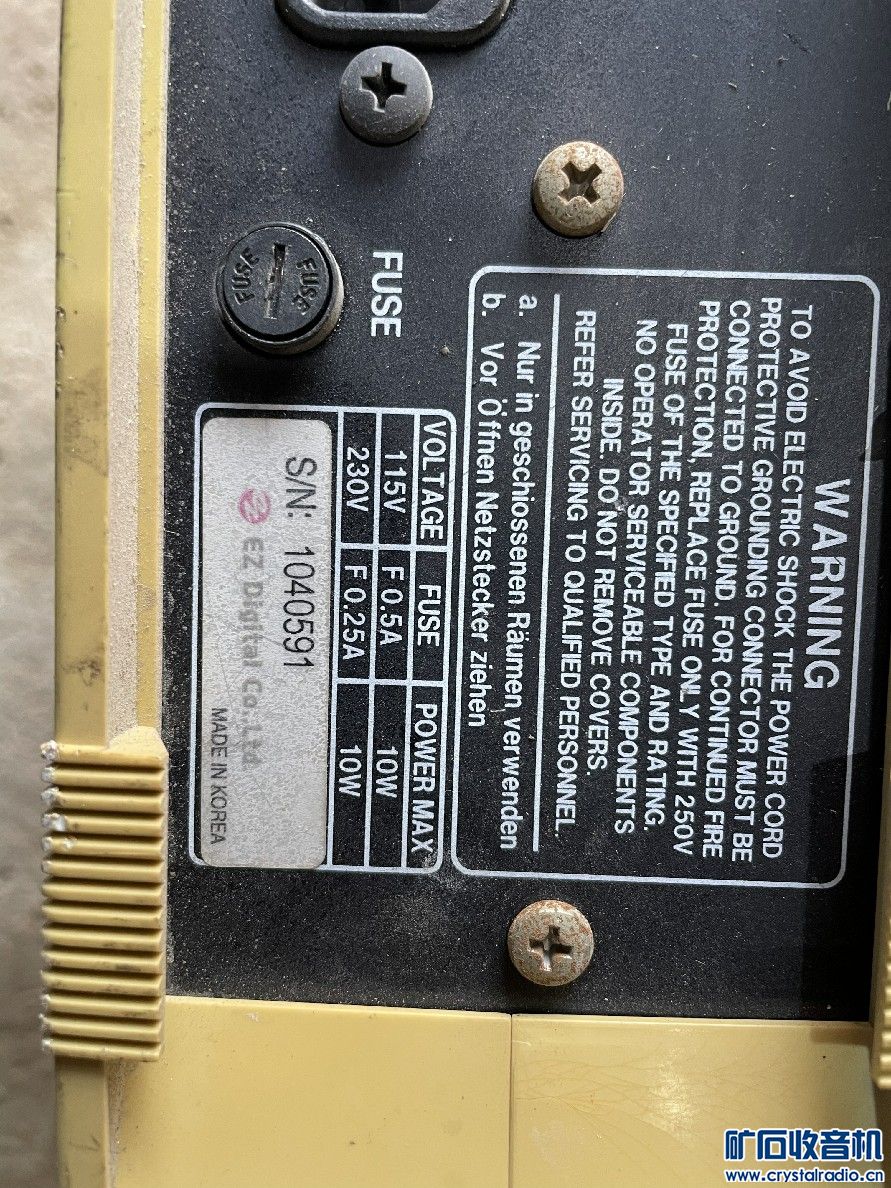 WARNING
TO AVOID ELECTRIC SHOCK THE POWER CORD
PROTECTIVE GROUNDING CONNECTOR MUST BE
CONNECTED TO GROUND. FOR CONTINUED FIRE
PROTECTION, REPLACE FUSE ONLY WITH 250V
FUSE OF THE SPECIFIED TYPE AND RATING.
NO OPERATOR SERVICEABLE COMPONENTS
INSIDE. DO NOT REMOVE COVERS.
REFER SERVICING TO QUALIFIED PERSONNEL.
a. Nur in geschiossenen Räumen verwenden
b. Vor Öffnen Netzstecker ziehen
FUSE
FUSE
FUSE
VOLTAGE FUSE POWER MAX
115V F 0.5A 10W
230V F 0.25A 10W
S/N: 1040591
EZ Digital Co.Ltd
MADE IN KOREA
矿石收音机
www.crystalradio.cn